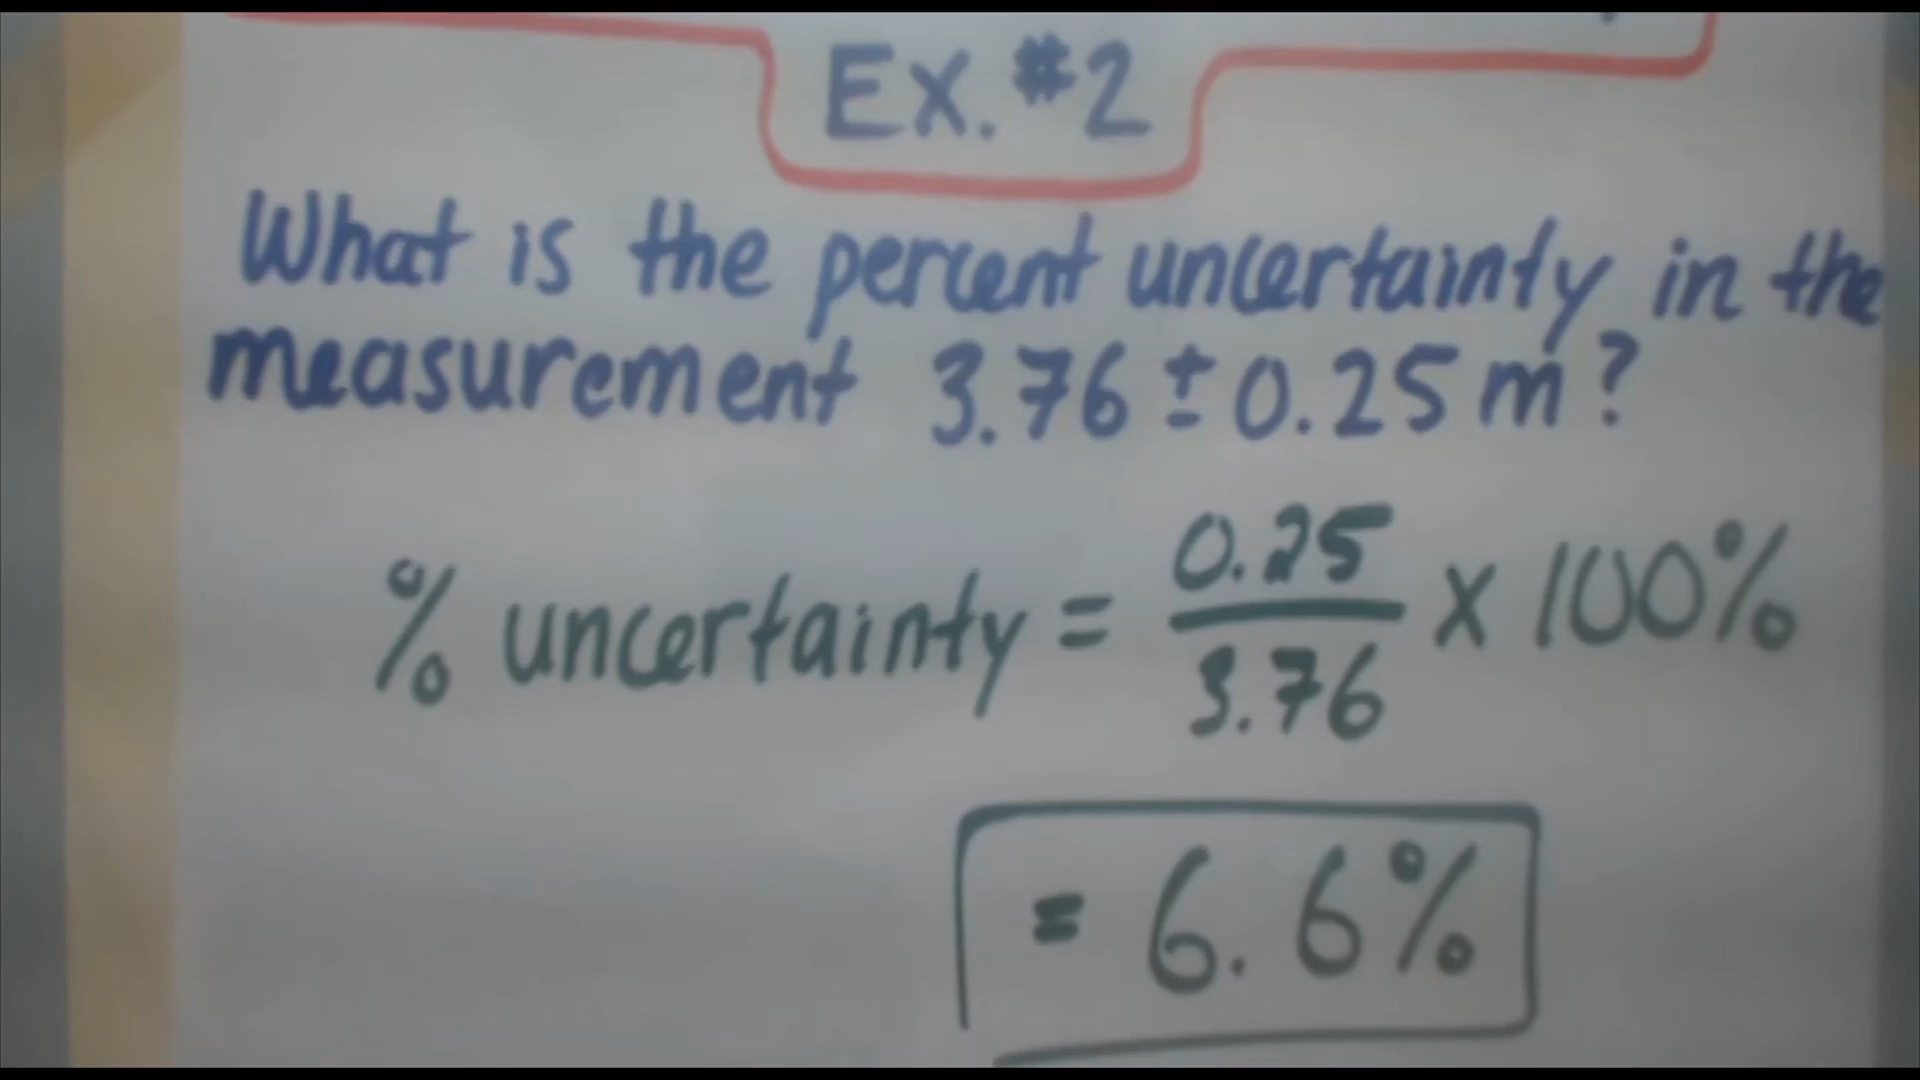 EX. #2
What is the percent uncertainty in the
measurement 3.76 ± 0.25 m?
% uncertainty = 0.25/3.76 x 100%
= 6.6%